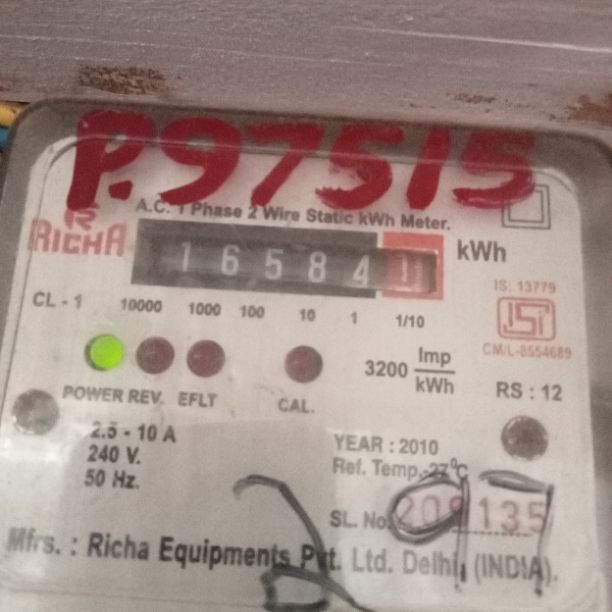 P.97515
A.C. 1 Phase 2 Wire Static kWh Meter.
RICHA
1 6 5 8 4 kWh
IS: 13779
ISI
CM/L-8554689
CL - 1 10000 1000 100 10 1 1/10
3200 Imp/kWh
RS : 12
POWER REV. EFLT CAL.
2.5 - 10 A
240 V.
50 Hz.
YEAR : 2010
Ref. Temp. 27°C
SL. No. 135
Mfrs. : Richa Equipments Pvt. Ltd. Delhi, (INDIA).